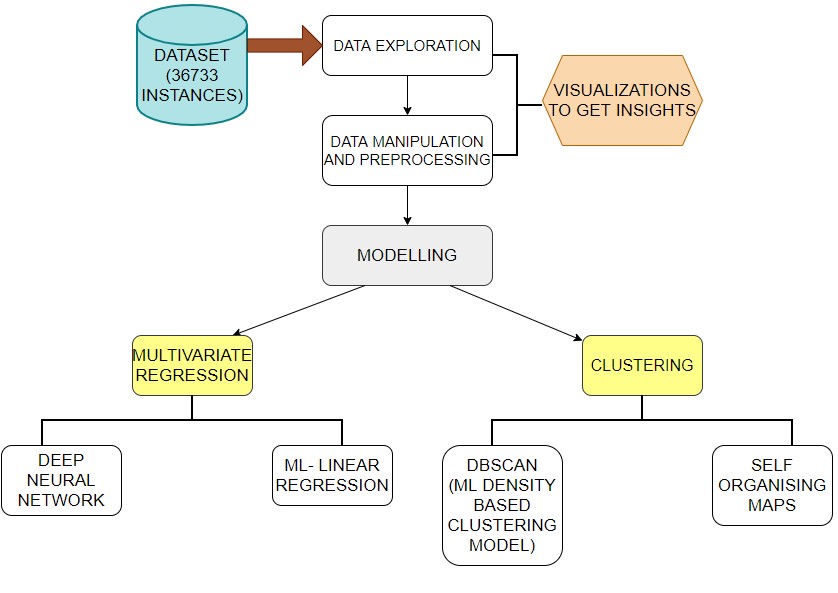 DATASET
(36733
INSTANCES)
DATA EXPLORATION
VISUALIZATIONS
TO GET INSIGHTS
DATA MANIPULATION
AND PREPROCESSING
MODELLING
MULTIVARIATE
REGRESSION
CLUSTERING
DEEP
NEURAL
NETWORK
ML- LINEAR
REGRESSION
DBSCAN
(ML DENSITY
BASED
CLUSTERING
MODEL)
SELF
ORGANISING
MAPS